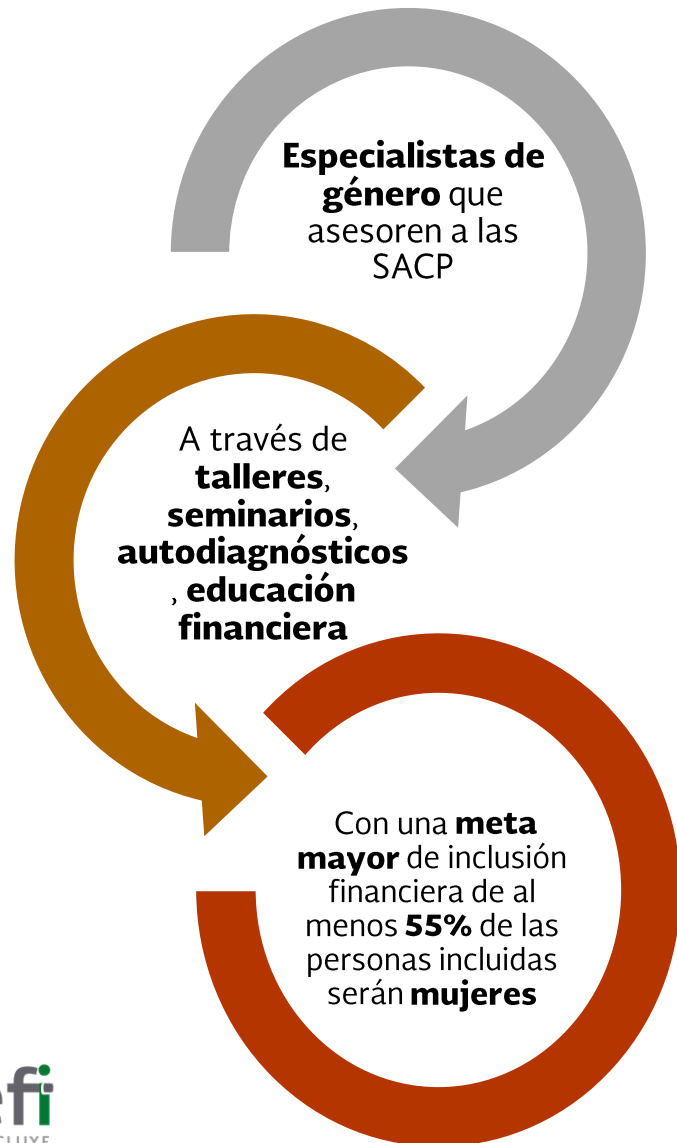 Especialistas de
género que
asesoren a las
SACP
A través de
talleres,
seminarios,
autodiagnósticos
, educación
financiera
Con una meta
mayor de inclusión
financiera de al
menos 55% de las
personas incluidas
serán mujeres